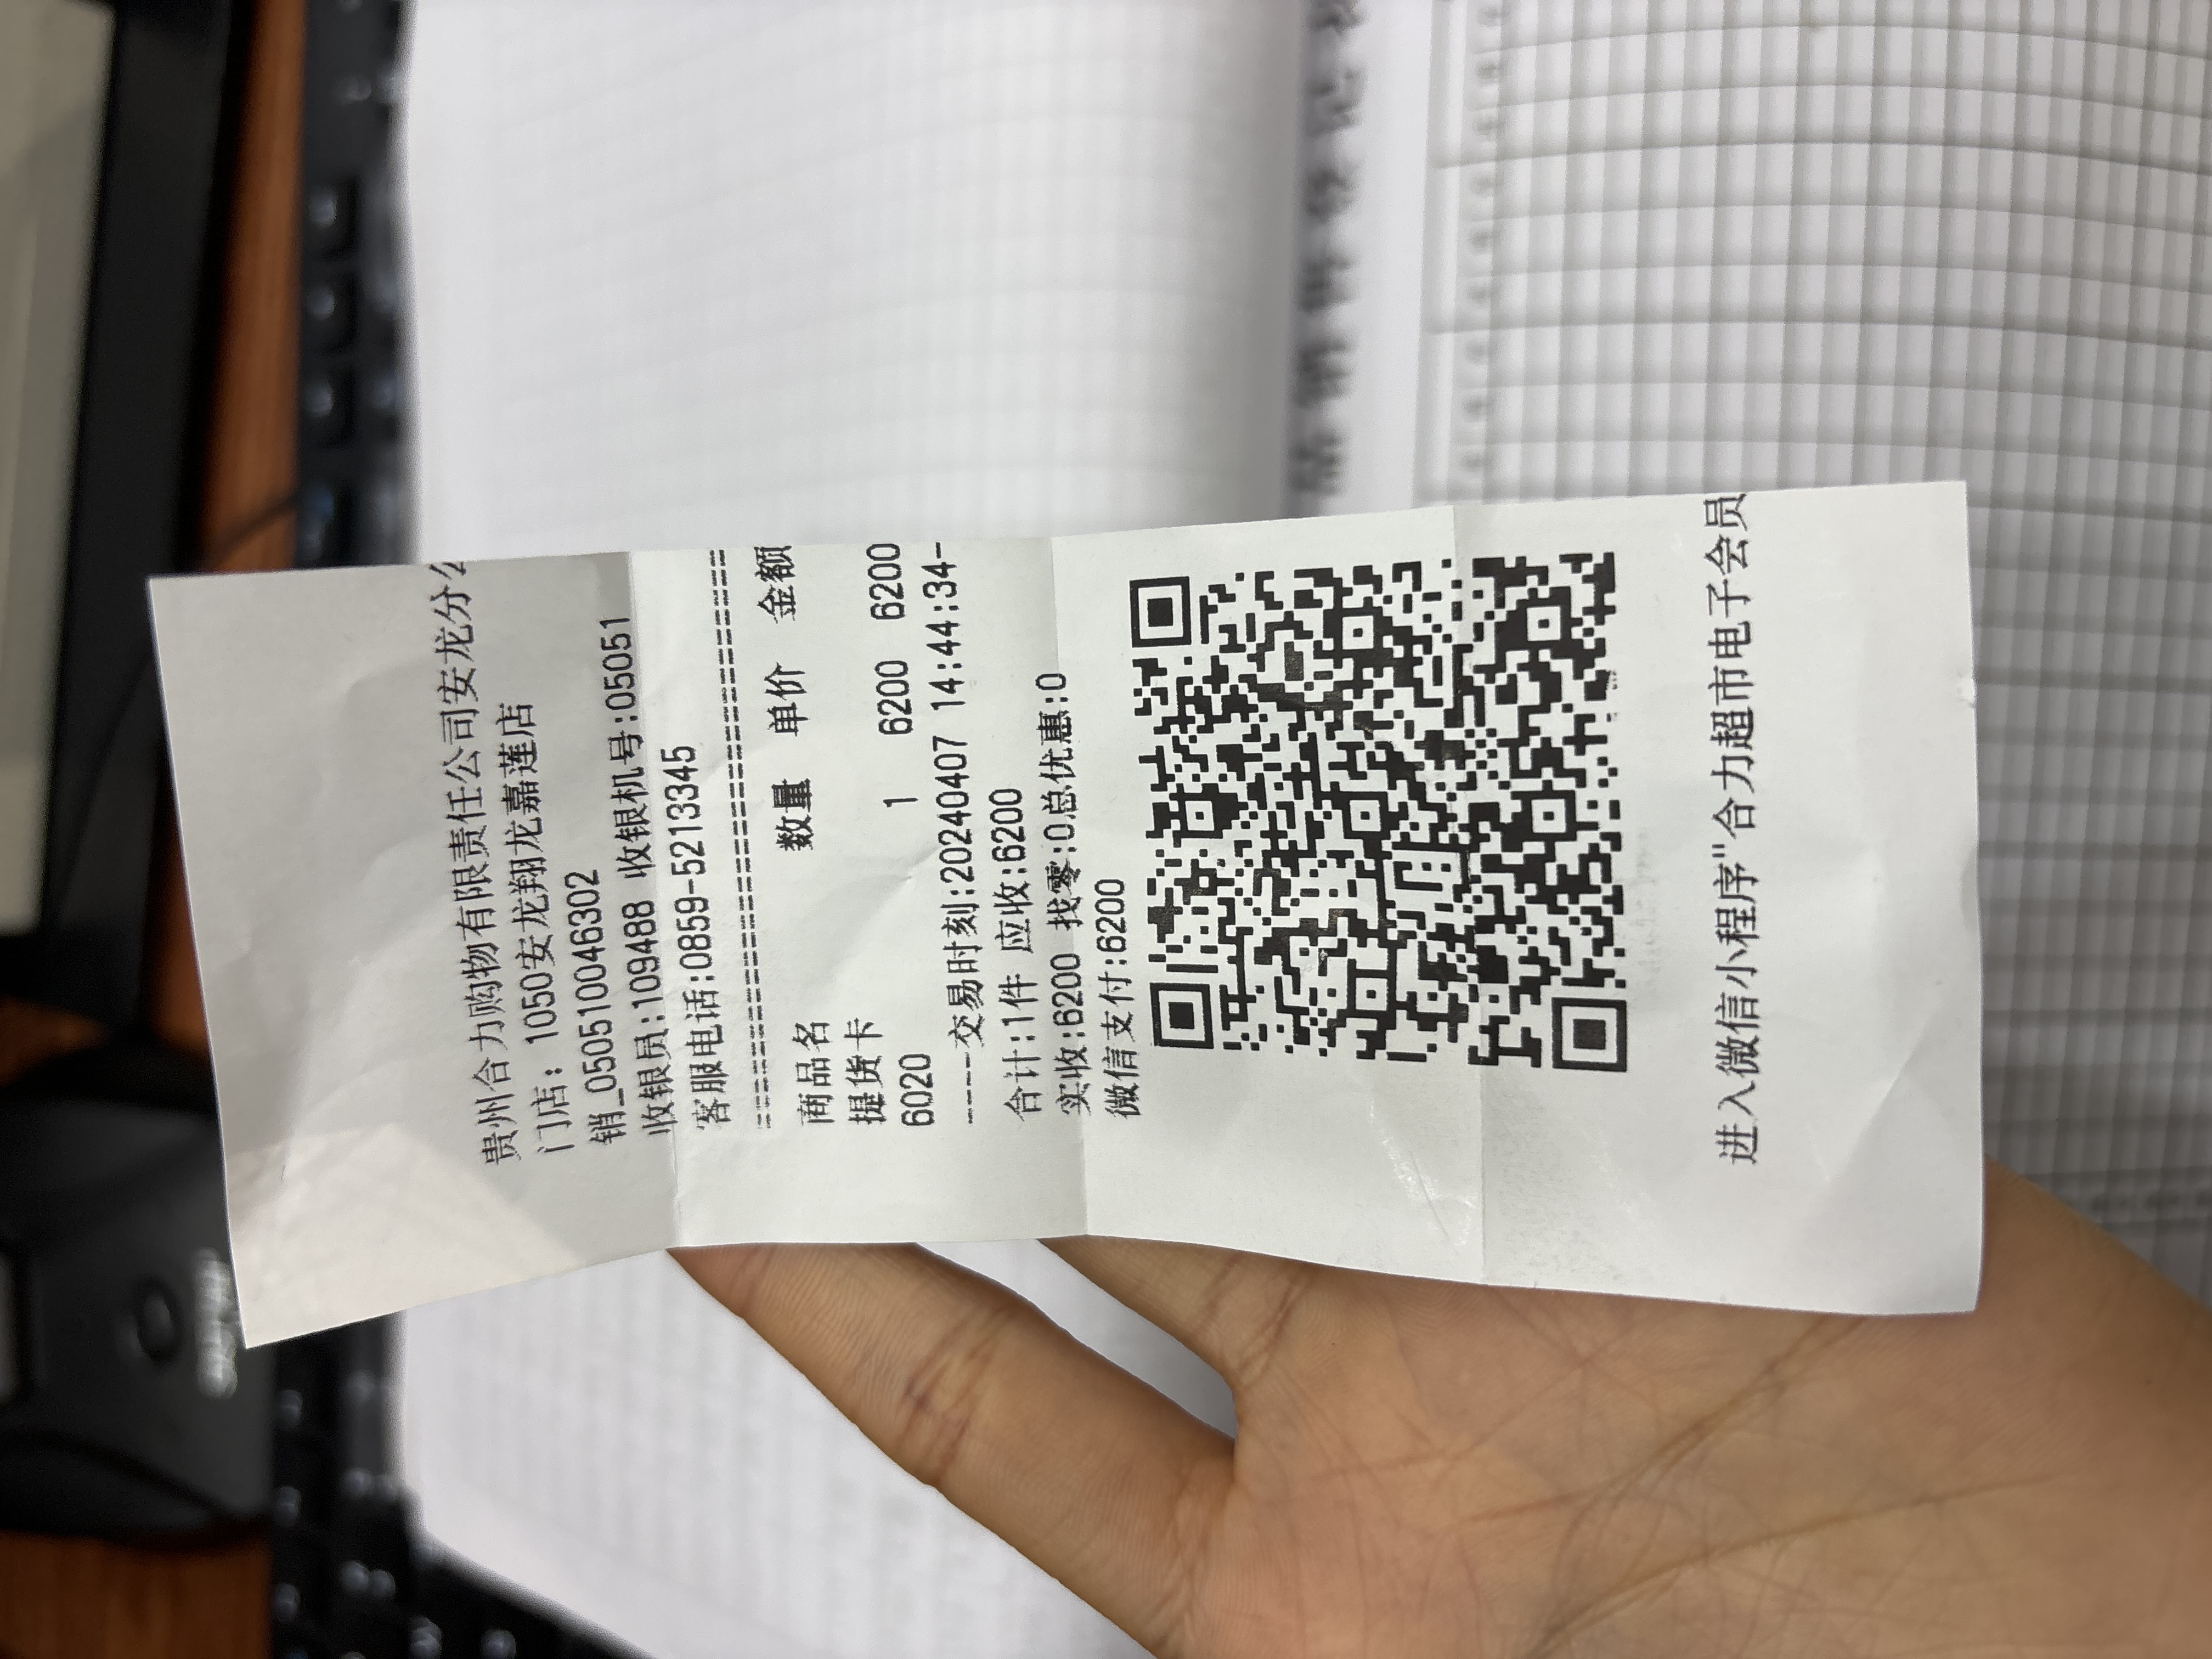 贵州合力购物有限责任公司安龙分公
门店: 1050安龙翔龙嘉莲店
销_050510046302
收银员:109488 收银机号:05051
客服电话:0859-5213345
================================
商品名 数量 单价 金额
提货卡
6020 1 6200 6200
----交易时刻:20240407 14:44:34-
合计:1件 应收:6200
实收:6200 找零:0总优惠:0
微信支付:6200
进入微信小程序"合力超市电子会员